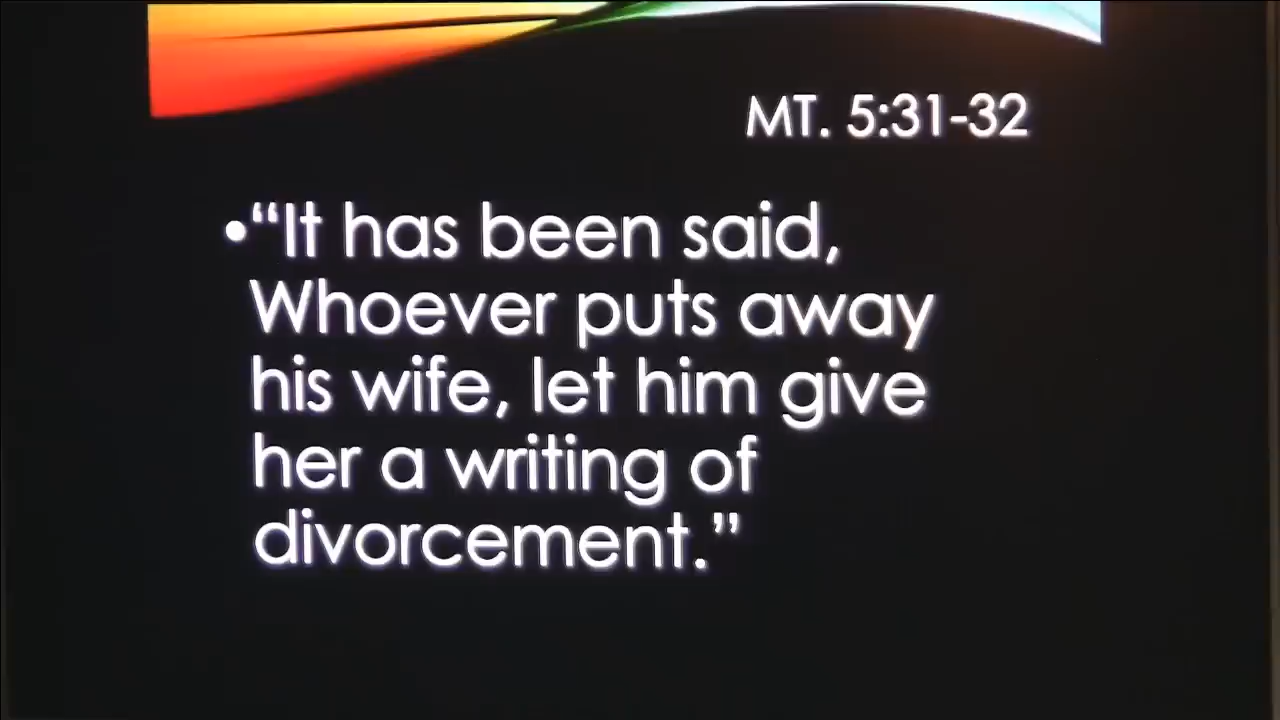 MT. 5:31-32
•“It has been said,
Whoever puts away
his wife, let him give
her a writing of
divorcement.”